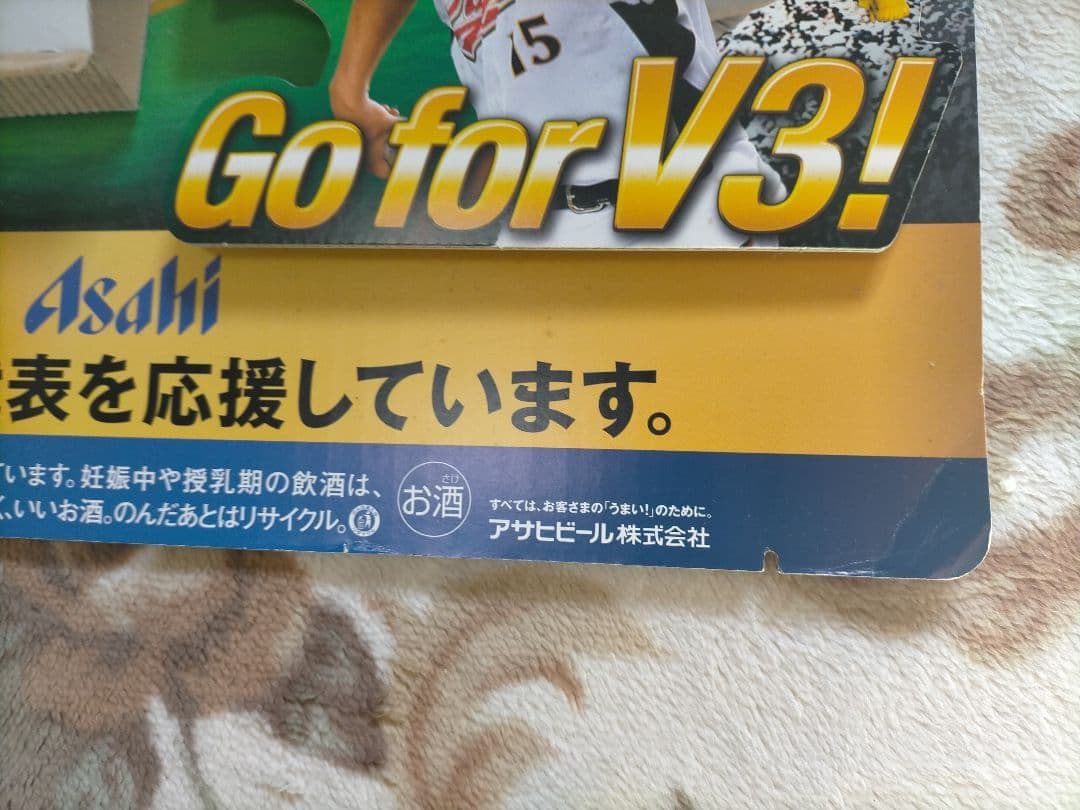 15
Go for V3!
Asahi
表を応援しています。
います。妊娠中や授乳期の飲酒は、
く、いいお酒。のんだあとはリサイクル。
さけ
お酒
すべては、お客さまの「うまい!」のために。
アサヒビール株式会社